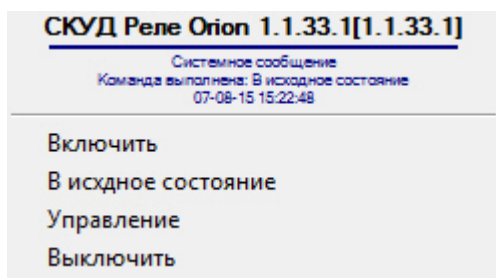 СКУД Реле Orion 1.1.33.1[1.1.33.1]
Системное сообщение
Команда выполнена: В исходное состояние
07-08-15 15:22:48
Включить
В исхдное состояние
Управление
Выключить